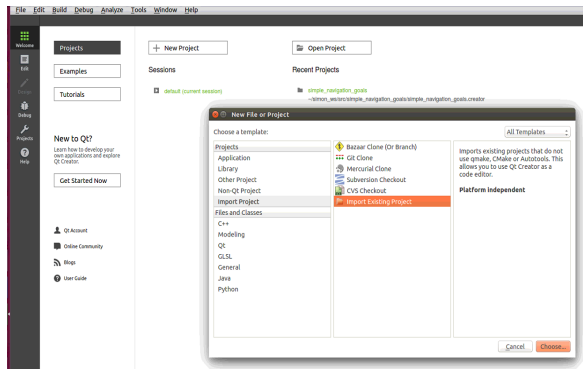 File Edit Build Debug Analyze Tools Window Help
Welcome
Edit
Design
Debug
Projects
Help
Projects
Examples
Tutorials
New to Qt?
Learn how to develop your
own applications and explore
Qt Creator.
Get Started Now
Qt Account
Online Community
Blogs
User Guide
+ New Project
Open Project
Sessions
default (current session)
Recent Projects
simple_navigation_goals
~/simon_ws/src/simple_navigation_goals/simple_navigation_goals.creator
New File or Project
Choose a template:
All Templates
Projects
Application
Library
Other Project
Non-Qt Project
Import Project
Files and Classes
C++
Modeling
Qt
GLSL
General
Java
Python
Bazaar Clone (Or Branch)
Git Clone
Mercurial Clone
Subversion Checkout
CVS Checkout
Import Existing Project
Imports existing projects that do not
use qmake, CMake or Autotools. This
allows you to use Qt Creator as a
code editor.
Platform independent
Cancel
Choose...